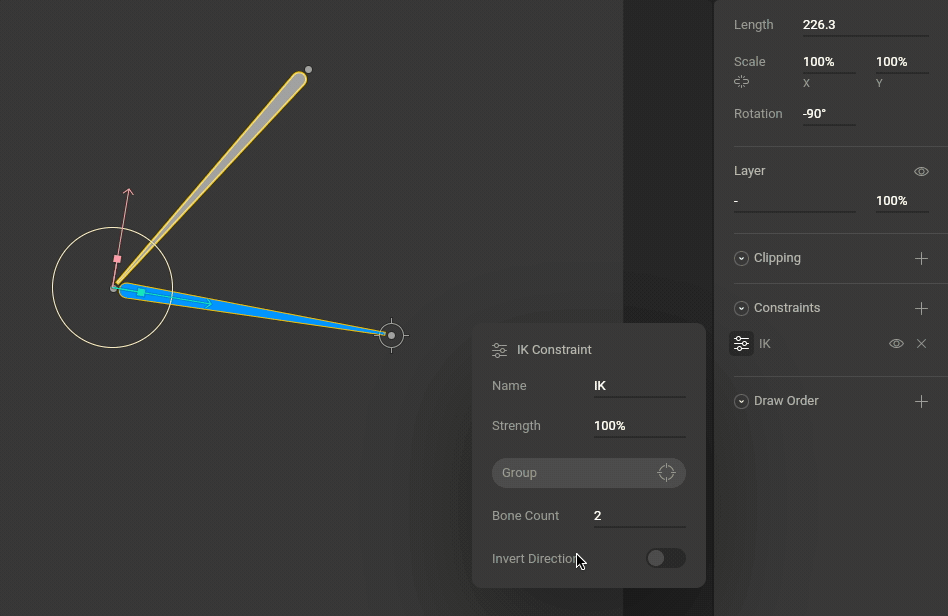 Length 226.3
Scale 100% 100%
X Y
Rotation -90°
Layer
- 100%
Clipping
Constraints
IK
Draw Order
IK Constraint
Name IK
Strength 100%
Group
Bone Count 2
Invert Direction